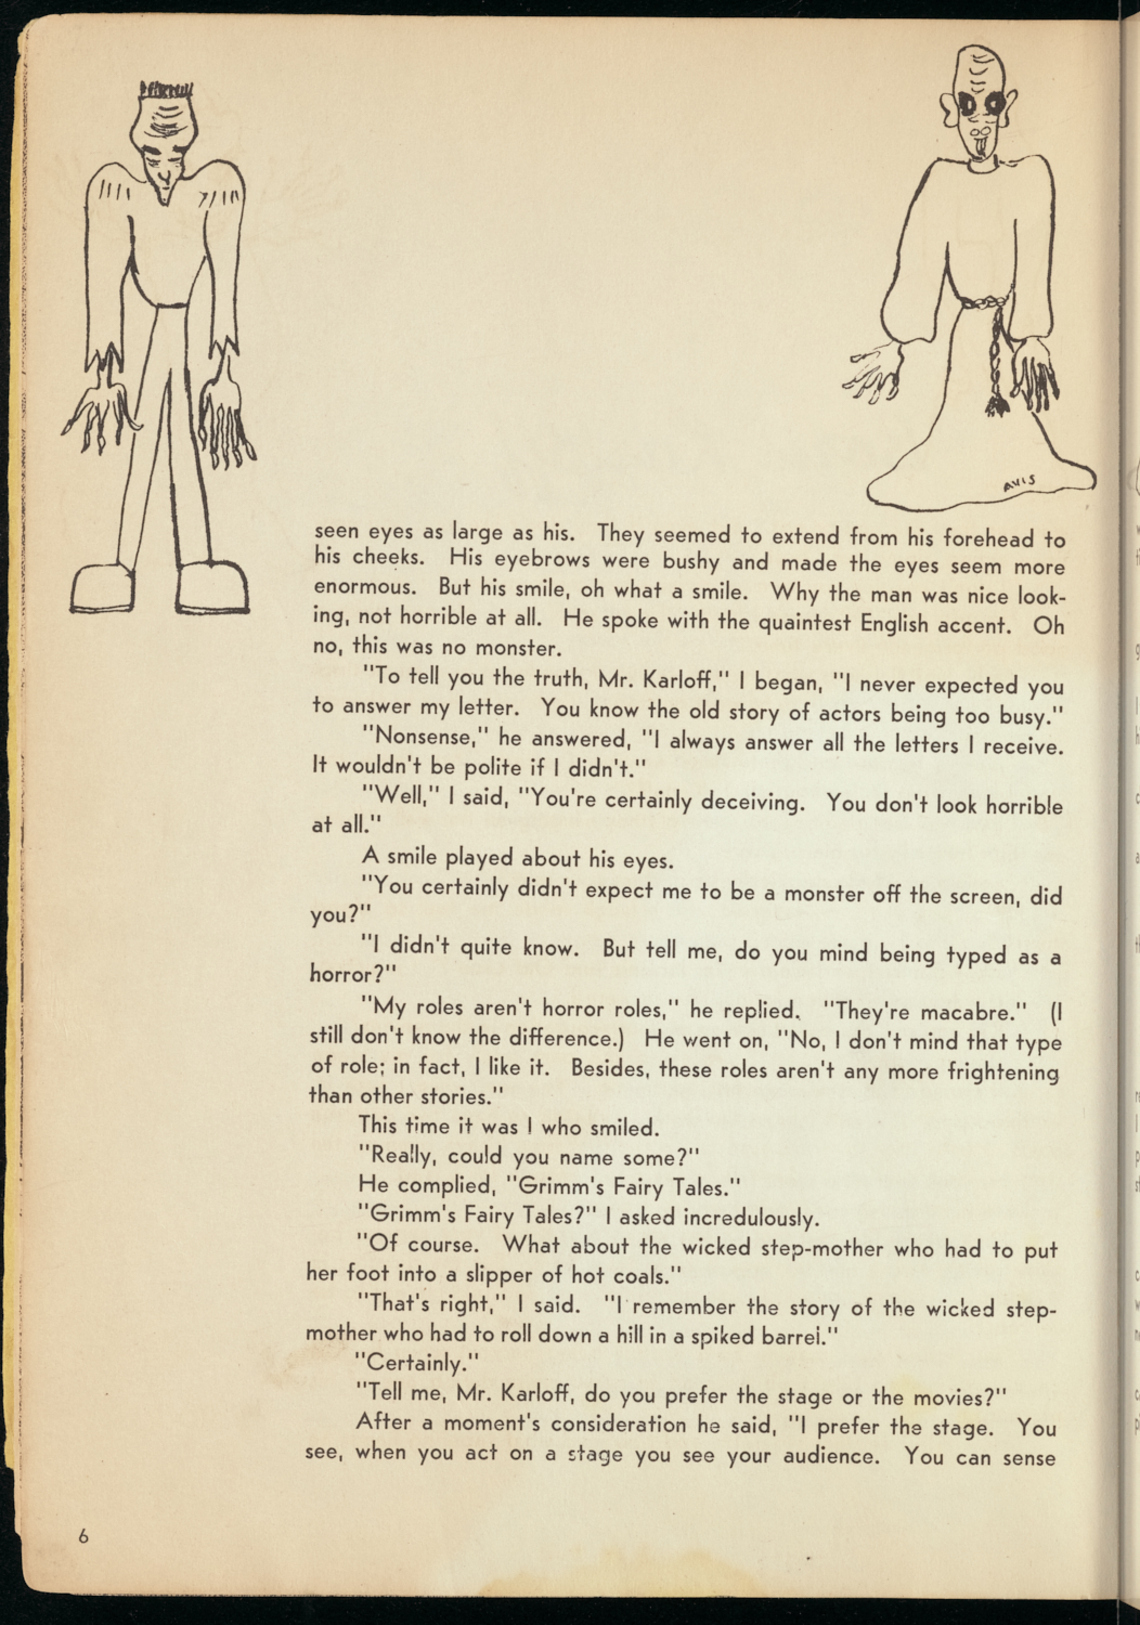 AVIS
seen eyes as large as his. They seemed to extend from his forehead to
his cheeks. His eyebrows were bushy and made the eyes seem more
enormous. But his smile, oh what a smile. Why the man was nice look-
ing, not horrible at all. He spoke with the quaintest English accent. Oh
no, this was no monster.
"To tell you the truth, Mr. Karloff," I began, "I never expected you
to answer my letter. You know the old story of actors being too busy."
"Nonsense," he answered, "I always answer all the letters I receive.
It wouldn't be polite if I didn't."
"Well," I said, "You're certainly deceiving. You don't look horrible
at all."
A smile played about his eyes.
"You certainly didn't expect me to be a monster off the screen, did
you?"
"I didn't quite know. But tell me, do you mind being typed as a
horror?"
"My roles aren't horror roles," he replied. "They're macabre." (I
still don't know the difference.) He went on, "No, I don't mind that type
of role; in fact, I like it. Besides, these roles aren't any more frightening
than other stories."
This time it was I who smiled.
"Really, could you name some?"
He complied, "Grimm's Fairy Tales."
"Grimm's Fairy Tales?" I asked incredulously.
"Of course. What about the wicked step-mother who had to put
her foot into a slipper of hot coals."
"That's right," I said. "I remember the story of the wicked step-
mother who had to roll down a hill in a spiked barrel."
"Certainly."
"Tell me, Mr. Karloff, do you prefer the stage or the movies?"
After a moment's consideration he said, "I prefer the stage. You
see, when you act on a stage you see your audience. You can sense
6